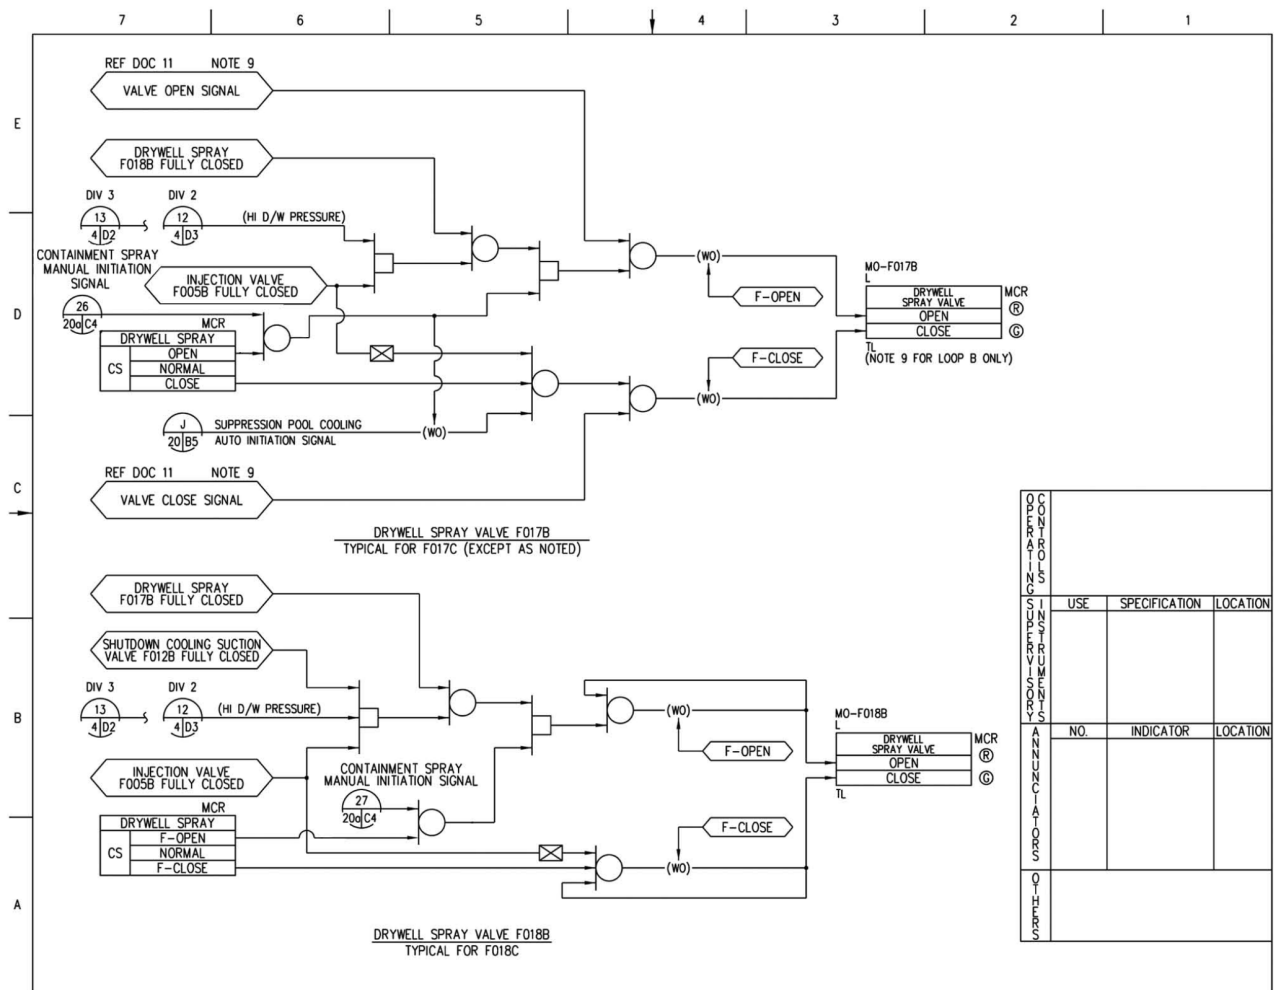 7 6 5 4 3 2 1
E
D
C
B
A
REF DOC 11 NOTE 9
VALVE OPEN SIGNAL
DRYWELL SPRAY
F018B FULLY CLOSED
DIV 3 DIV 2
13 12 (HI D/W PRESSURE)
4 D2 4 D3
CONTAINMENT SPRAY
MANUAL INITIATION
SIGNAL
INJECTION VALVE
F005B FULLY CLOSED
26
20a C4
MCR
DRYWELL SPRAY
CS
OPEN
NORMAL
CLOSE
J SUPPRESSION POOL COOLING
20 B5 AUTO INITIATION SIGNAL
(WO)
REF DOC 11 NOTE 9
VALVE CLOSE SIGNAL
(WO)
F-OPEN
F-CLOSE
(WO)
MO-F017B
L
DRYWELL
SPRAY VALVE
MCR
OPEN
R
CLOSE
G
TL
(NOTE 9 FOR LOOP B ONLY)
DRYWELL SPRAY VALVE F017B
TYPICAL FOR F017C (EXCEPT AS NOTED)
DRYWELL SPRAY
F017B FULLY CLOSED
SHUTDOWN COOLING SUCTION
VALVE F012B FULLY CLOSED
DIV 3 DIV 2
13 12 (HI D/W PRESSURE)
4 D2 4 D3
INJECTION VALVE
F005B FULLY CLOSED
CONTAINMENT SPRAY
MANUAL INITIATION SIGNAL
27
20a C4
MCR
DRYWELL SPRAY
CS
F-OPEN
NORMAL
F-CLOSE
(WO)
F-OPEN
F-CLOSE
(WO)
MO-F018B
L
DRYWELL
SPRAY VALVE
MCR
OPEN
R
CLOSE
G
TL
DRYWELL SPRAY VALVE F018B
TYPICAL FOR F018C
OPERATING
CONTROLS
SUPERVISORY
INSTRUMENTS
USE SPECIFICATION LOCATION
ANNUNCIATORS
NO. INDICATOR LOCATION
OTHERS